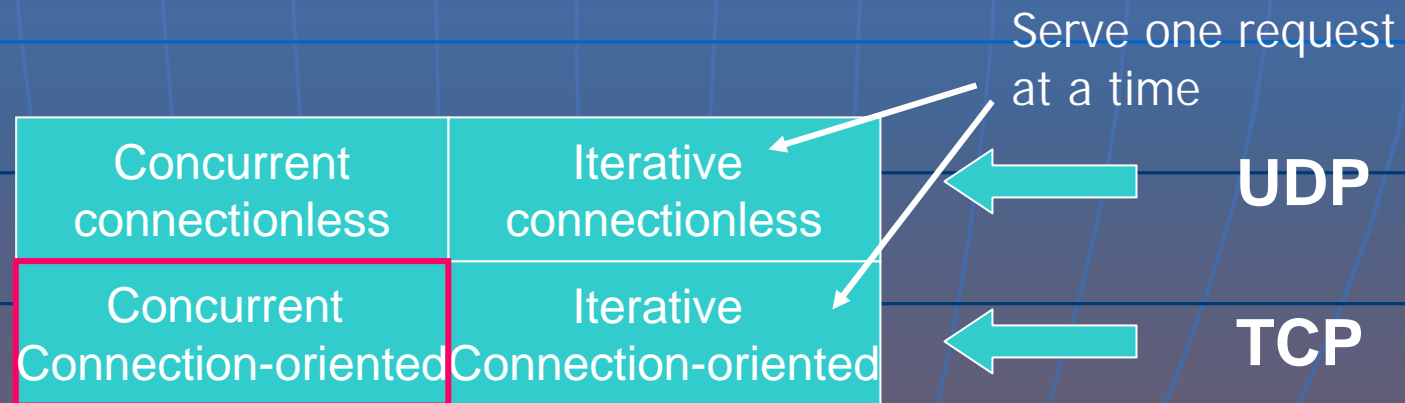 Serve one request
at a time
Concurrent
connectionless
Iterative
connectionless
UDP
Concurrent
Connection-oriented
Iterative
Connection-oriented
TCP